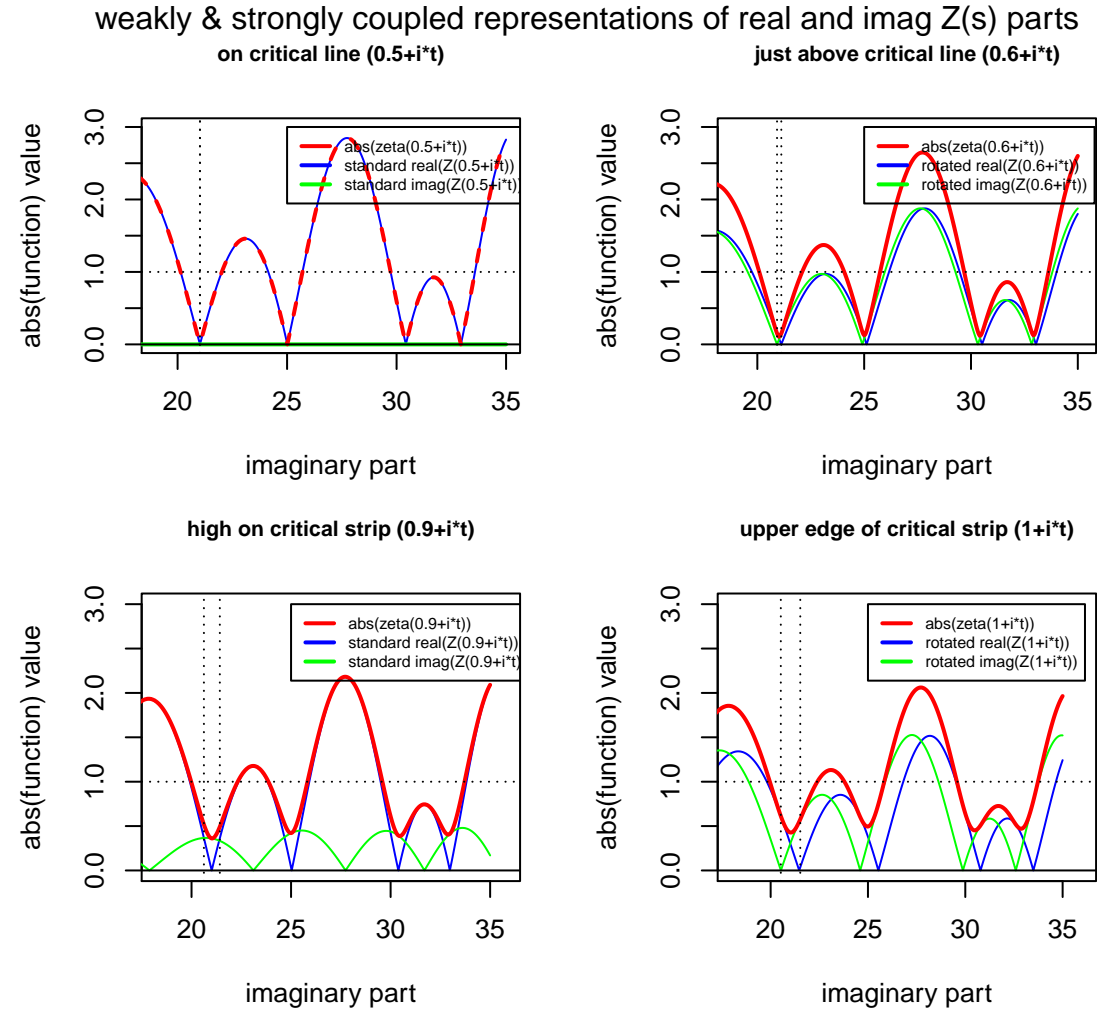 weakly & strongly coupled representations of real and imag Z(s) parts
on critical line (0.5+i*t)
abs(function) value
3.0
2.0
1.0
0.0
abs(zeta(0.5+i*t))
standard real(Z(0.5+i*t))
standard imag(Z(0.5+i*t)
20 25 30 35
imaginary part
just above critical line (0.6+i*t)
abs(function) value
3.0
2.0
1.0
0.0
abs(zeta(0.6+i*t))
rotated real(Z(0.6+i*t))
rotated imag(Z(0.6+i*t))
20 25 30 35
imaginary part
high on critical strip (0.9+i*t)
abs(function) value
3.0
2.0
1.0
0.0
abs(zeta(0.9+i*t))
standard real(Z(0.9+i*t))
standard imag(Z(0.9+i*t)
20 25 30 35
imaginary part
upper edge of critical strip (1+i*t)
abs(function) value
3.0
2.0
1.0
0.0
abs(zeta(1+i*t))
rotated real(Z(1+i*t))
rotated imag(Z(1+i*t))
20 25 30 35
imaginary part